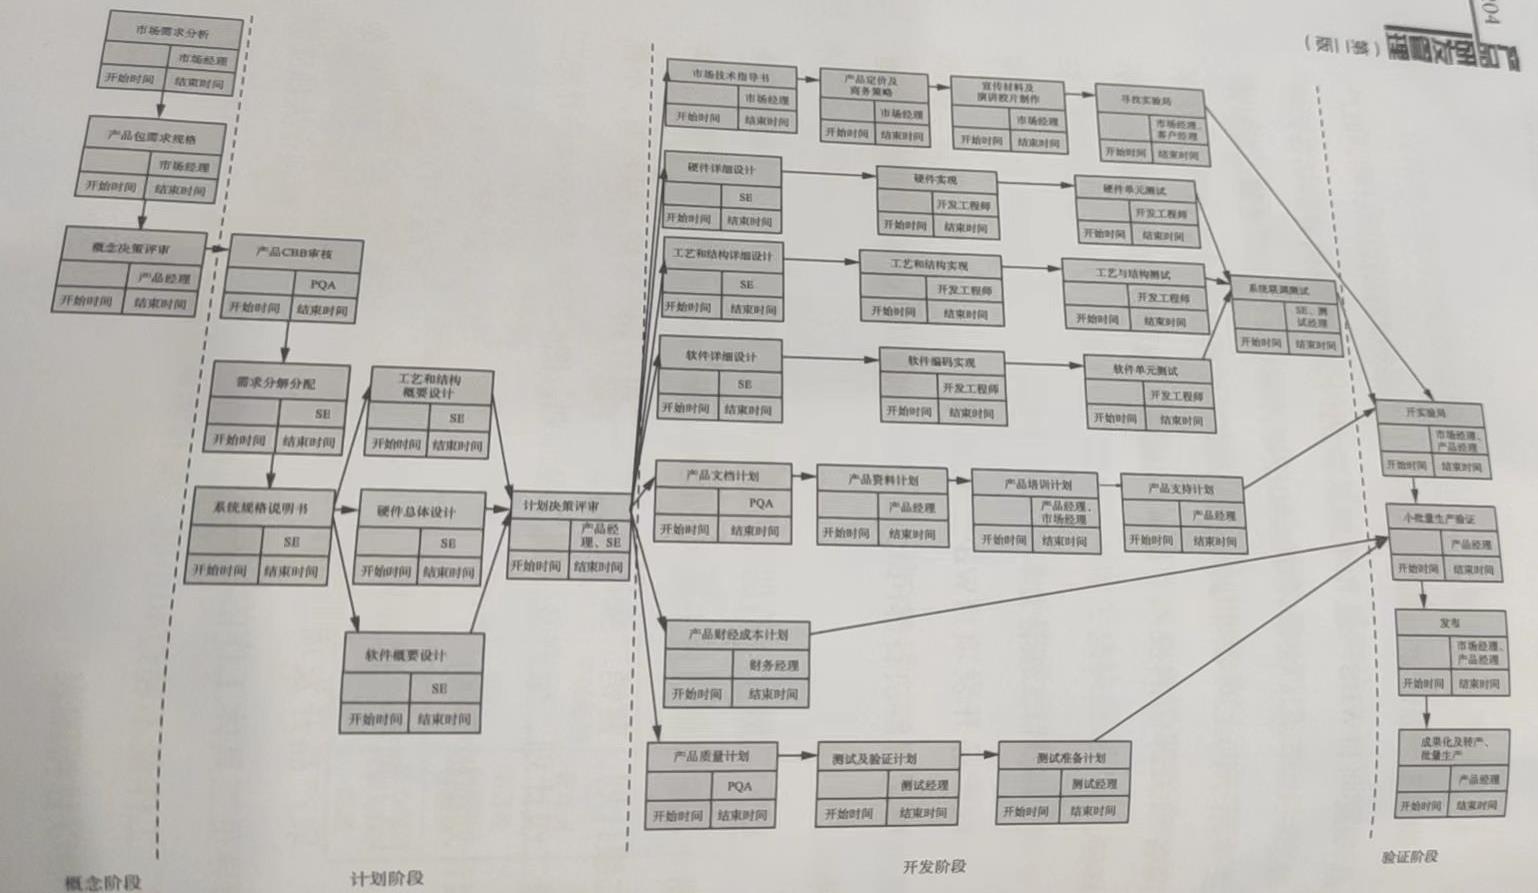 204
产品研发管理
（第二版）
市场需求分析
市场经理
开始时间 结束时间
产品包需求规格
市场经理
开始时间 结束时间
概念决策评审
产品经理
开始时间 结束时间
概念阶段
产品CBB审核
PQA
开始时间 结束时间
需求分解分配
SE
开始时间 结束时间
系统规格说明书
SE
开始时间 结束时间
工艺和结构
概要设计
SE
开始时间 结束时间
硬件总体设计
SE
开始时间 结束时间
软件概要设计
SE
开始时间 结束时间
计划决策评审
产品经
理、SE
开始时间 结束时间
计划阶段
市场技术指导书
市场经理
开始时间 结束时间
产品定价及
商务策略
市场经理
开始时间 结束时间
宣传材料及
演讲胶片制作
市场经理
开始时间 结束时间
寻找实验局
市场经理、
客户经理
开始时间 结束时间
硬件详细设计
SE
开始时间 结束时间
硬件实现
开发工程师
开始时间 结束时间
硬件单元测试
开发工程师
开始时间 结束时间
工艺和结构详细设计
SE
开始时间 结束时间
工艺和结构实现
开发工程师
开始时间 结束时间
工艺与结构测试
开发工程师
开始时间 结束时间
系统联调测试
SE、测
试经理
开始时间 结束时间
软件详细设计
SE
开始时间 结束时间
软件编码实现
开发工程师
开始时间 结束时间
软件单元测试
开发工程师
开始时间 结束时间
产品文档计划
PQA
开始时间 结束时间
产品资料计划
产品经理
开始时间 结束时间
产品培训计划
产品经理、
市场经理
开始时间 结束时间
产品支持计划
产品经理
开始时间 结束时间
产品财经成本计划
财务经理
开始时间 结束时间
产品质量计划
PQA
开始时间 结束时间
测试及验证计划
测试经理
开始时间 结束时间
测试准备计划
测试经理
开始时间 结束时间
开发阶段
开实验局
市场经理、
产品经理
开始时间 结束时间
小批量生产验证
产品经理
开始时间 结束时间
发布
市场经理、
产品经理
开始时间 结束时间
成果化及转产、
批量生产
产品经理
开始时间 结束时间
验证阶段